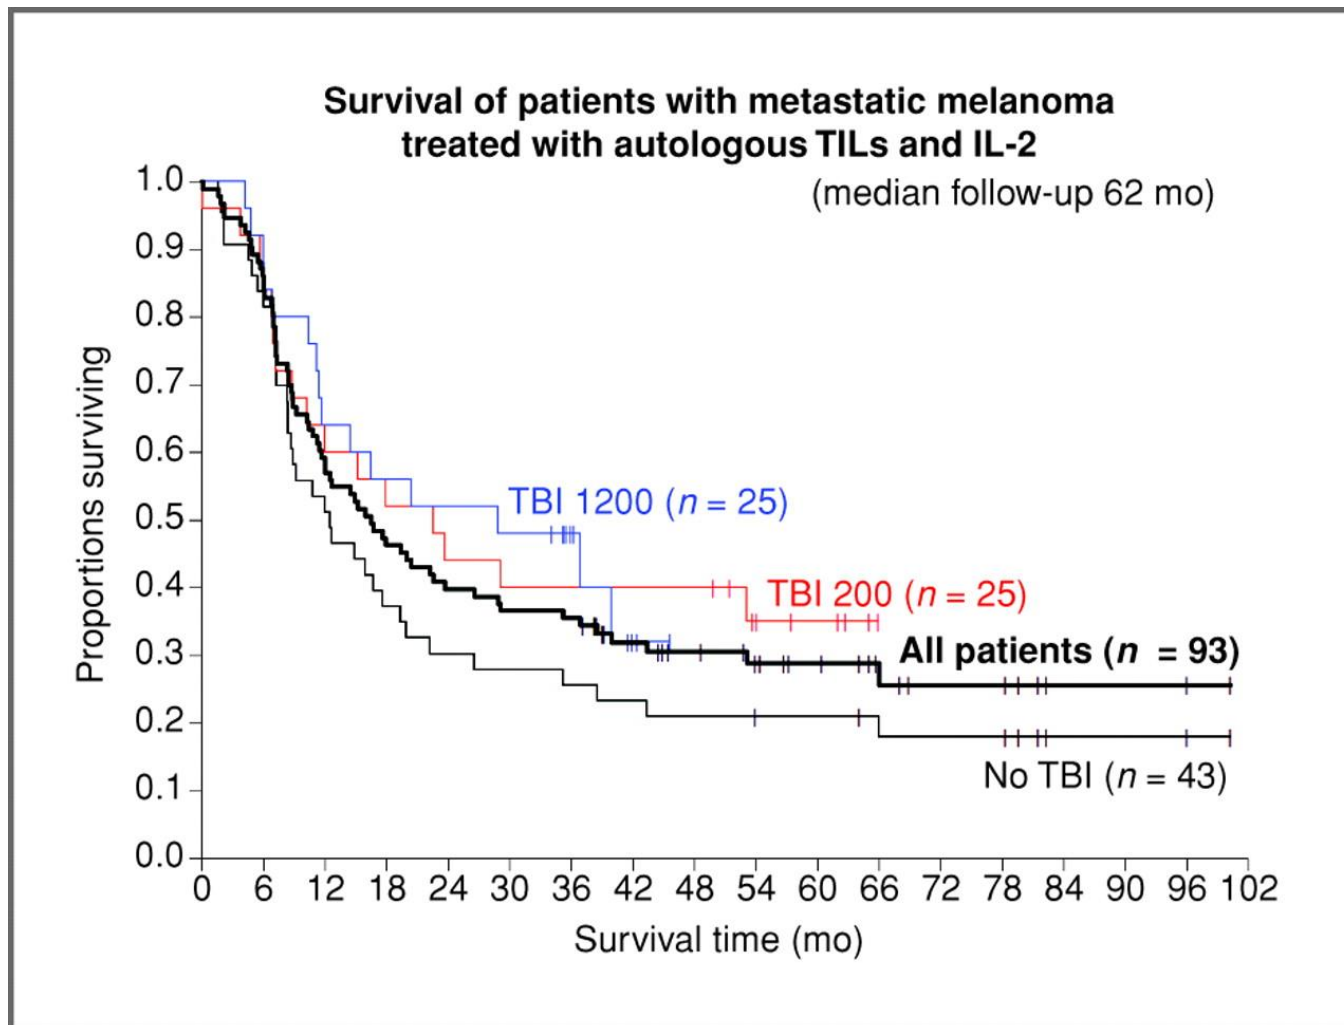 Survival of patients with metastatic melanoma
treated with autologous TILs and IL-2
(median follow-up 62 mo)
Proportions surviving
1.0
0.9
0.8
0.7
0.6
0.5
0.4
0.3
0.2
0.1
0.0
TBI 1200 (n = 25)
TBI 200 (n = 25)
All patients (n = 93)
No TBI (n = 43)
0 6 12 18 24 30 36 42 48 54 60 66 72 78 84 90 96 102
Survival time (mo)